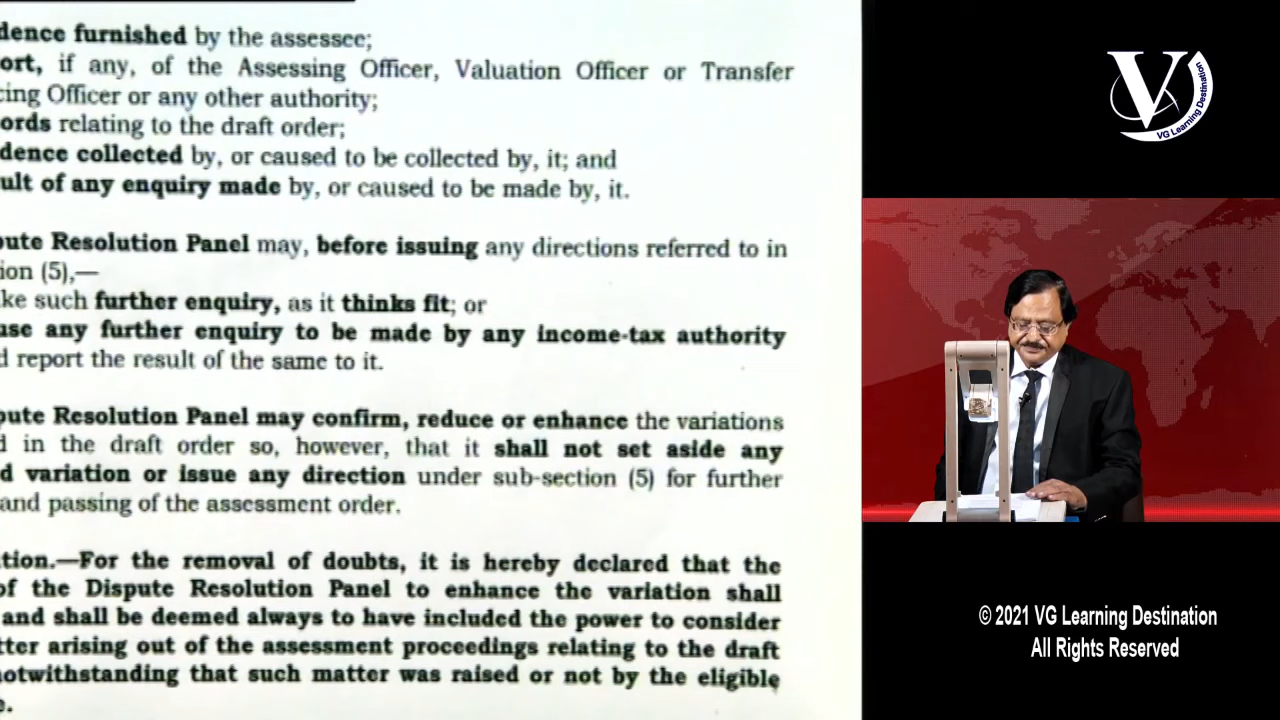 dence furnished by the assessee;
ort, if any, of the Assessing Officer, Valuation Officer or Transfer
cing Officer or any other authority;
ords relating to the draft order;
dence collected by, or caused to be collected by, it; and
ult of any enquiry made by, or caused to be made by, it.
oute Resolution Panel may, before issuing any directions referred to in
ion (5),—
ke such further enquiry, as it thinks fit; or
use any further enquiry to be made by any income-tax authority
d report the result of the same to it.
oute Resolution Panel may confirm, reduce or enhance the variations
d in the draft order so, however, that it shall not set aside any
d variation or issue any direction under sub-section (5) for further
and passing of the assessment order.
tion.—For the removal of doubts, it is hereby declared that the
of the Dispute Resolution Panel to enhance the variation shall
and shall be deemed always to have included the power to consider
tter arising out of the assessment proceedings relating to the draft
notwithstanding that such matter was raised or not by the eligible
e.
V
VG Learning Destination
© 2021 VG Learning Destination
All Rights Reserved